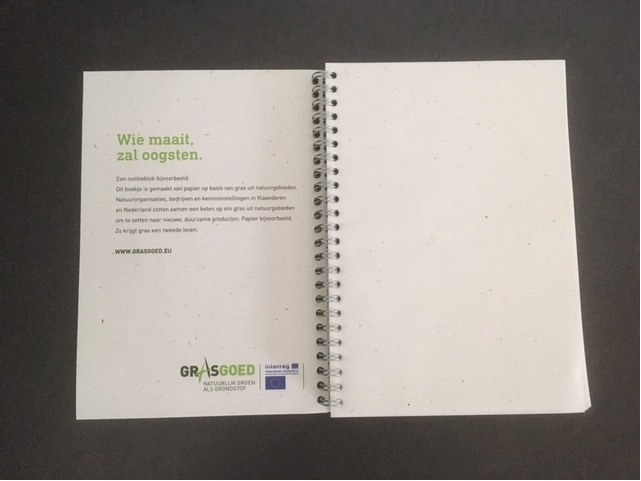 Wie maait,
zal oogsten.
Een notitieblok bijvoorbeeld.
Dit boekje is gemaakt van papier op basis van gras uit natuurgebieden.
Natuurorganisaties, bedrijven en kennisinstellingen in Vlaanderen
en Nederland zetten samen een keten op om gras uit natuurgebieden
om te zetten naar nieuwe, duurzame producten. Papier bijvoorbeeld.
Zo krijgt gras een tweede leven.
WWW.GRASGOED.EU
GRASGOED
NATUURLIJK GROEN
ALS GRONDSTOF
Interreg